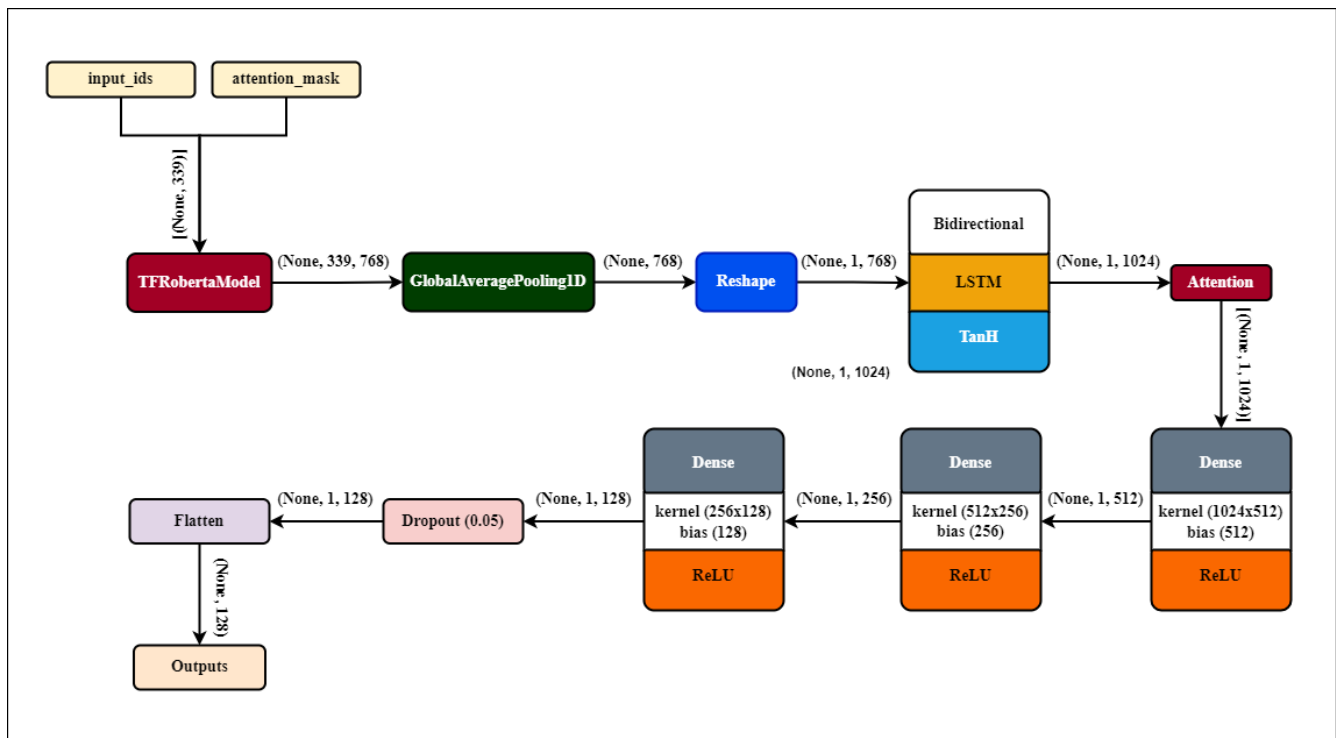 input_ids
attention_mask
[(None, 339)]
TFRobertaModel
(None, 339, 768)
GlobalAveragePooling1D
(None, 768)
Reshape
(None, 1, 768)
Bidirectional
LSTM
TanH
(None, 1, 1024)
(None, 1, 1024)
Attention
[(None, 1, 1024)]
Dense
kernel (1024x512)
bias (512)
ReLU
(None, 1, 512)
Dense
kernel (512x256)
bias (256)
ReLU
(None, 1, 256)
Dense
kernel (256x128)
bias (128)
ReLU
(None, 1, 128)
Dropout (0.05)
(None, 1, 128)
Flatten
(None, 128)
Outputs